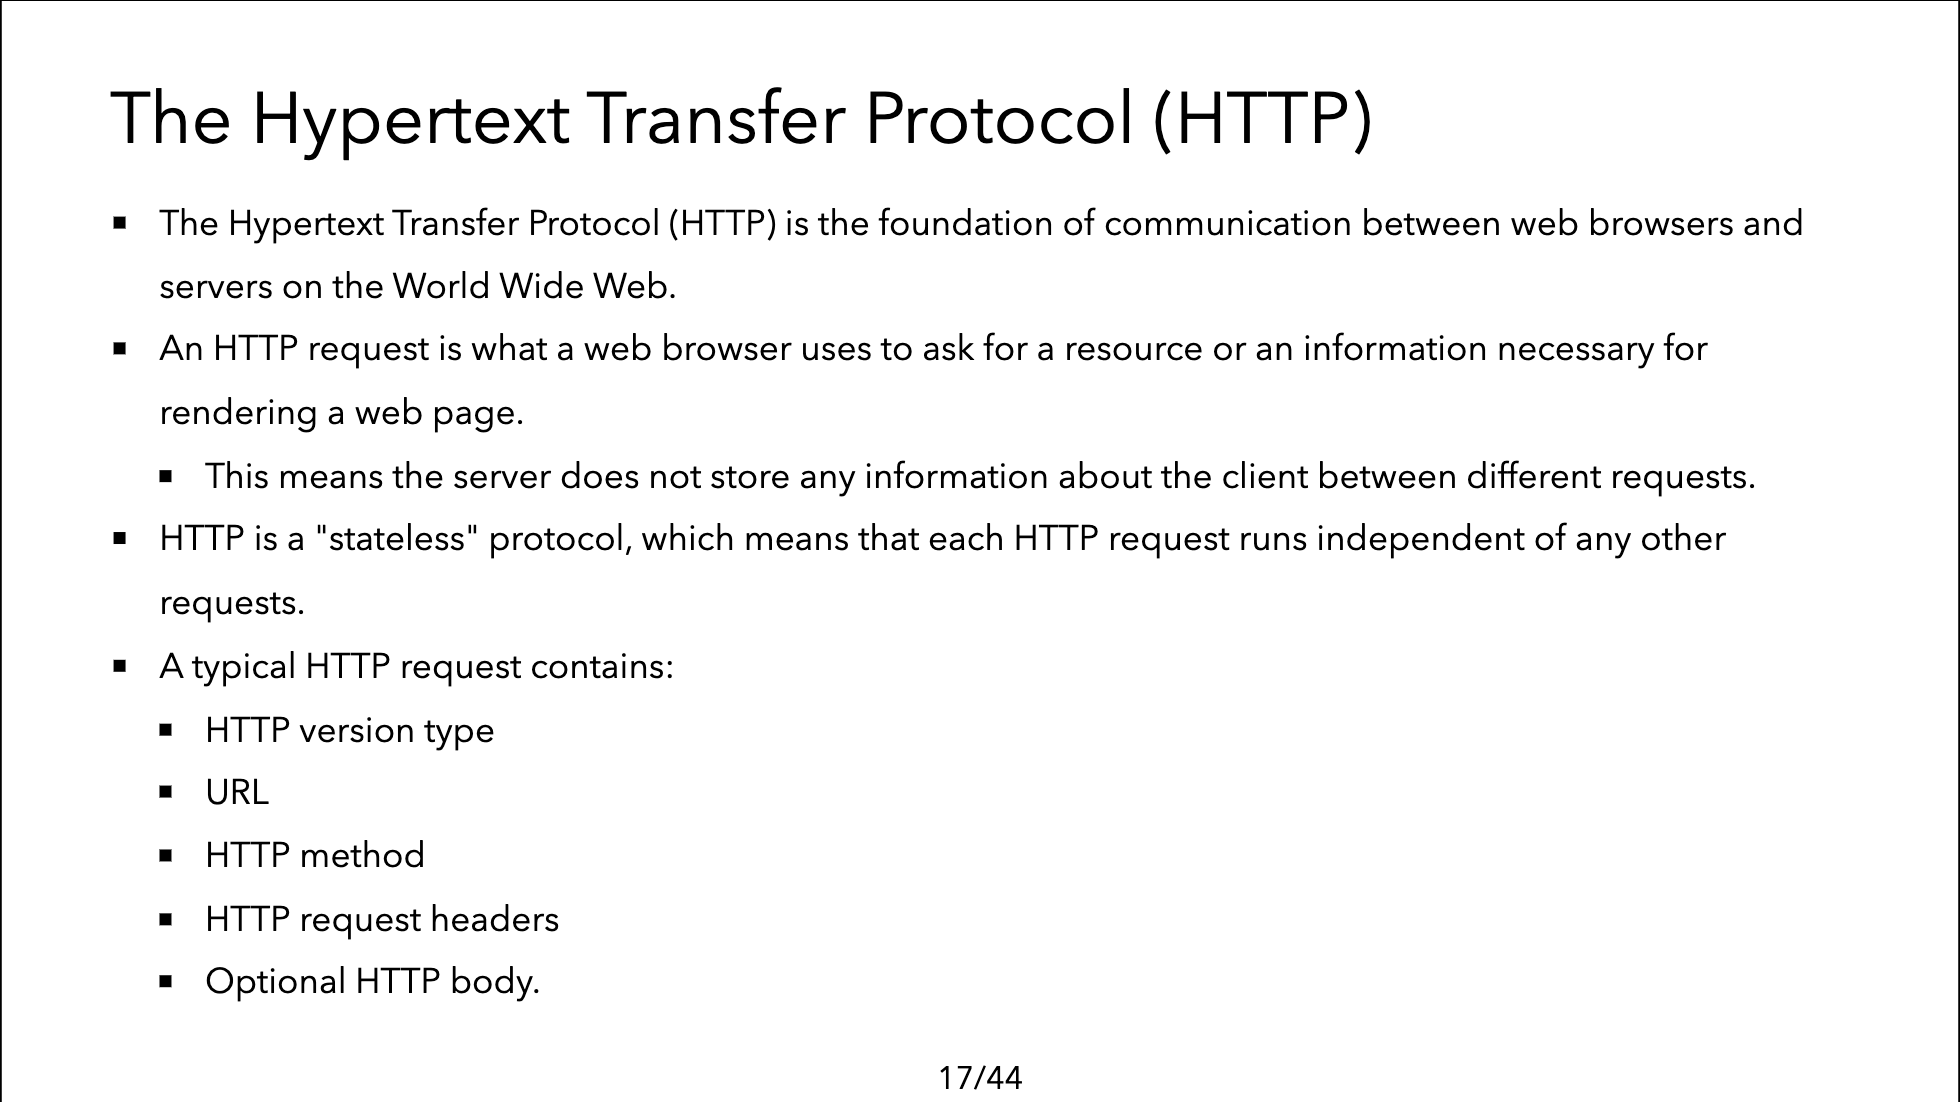 The Hypertext Transfer Protocol (HTTP)
▪ The Hypertext Transfer Protocol (HTTP) is the foundation of communication between web browsers and
servers on the World Wide Web.
▪ An HTTP request is what a web browser uses to ask for a resource or an information necessary for
rendering a web page.
▪ This means the server does not store any information about the client between different requests.
▪ HTTP is a "stateless" protocol, which means that each HTTP request runs independent of any other
requests.
▪ A typical HTTP request contains:
▪ HTTP version type
▪ URL
▪ HTTP method
▪ HTTP request headers
▪ Optional HTTP body.
17/44